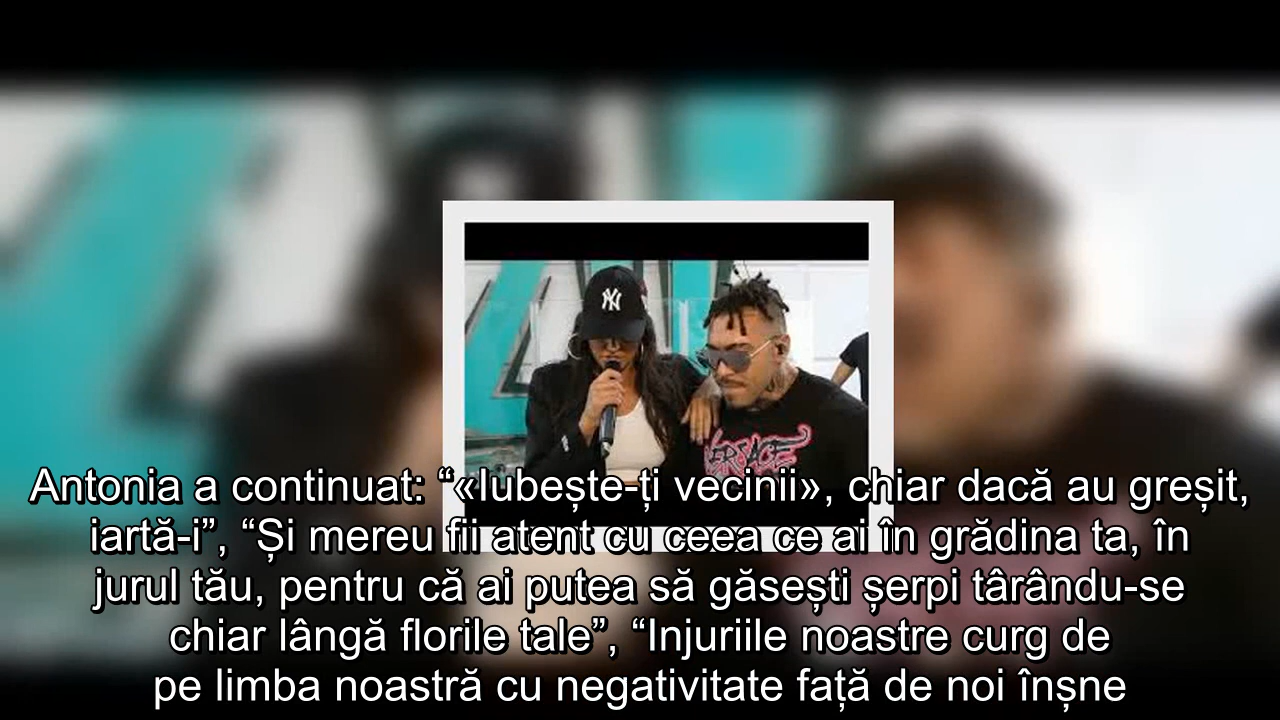 NY
VERSACE
Antonia a continuat: “«Iubește-ți vecinii», chiar dacă au greșit,
iartă-i”, “Și mereu fii atent cu ceea ce ai în grădina ta, în
jurul tău, pentru că ai putea să găsești șerpi târându-se
chiar lângă florile tale”, “Injuriile noastre curg de
pe limba noastră cu negativitate față de noi înșne